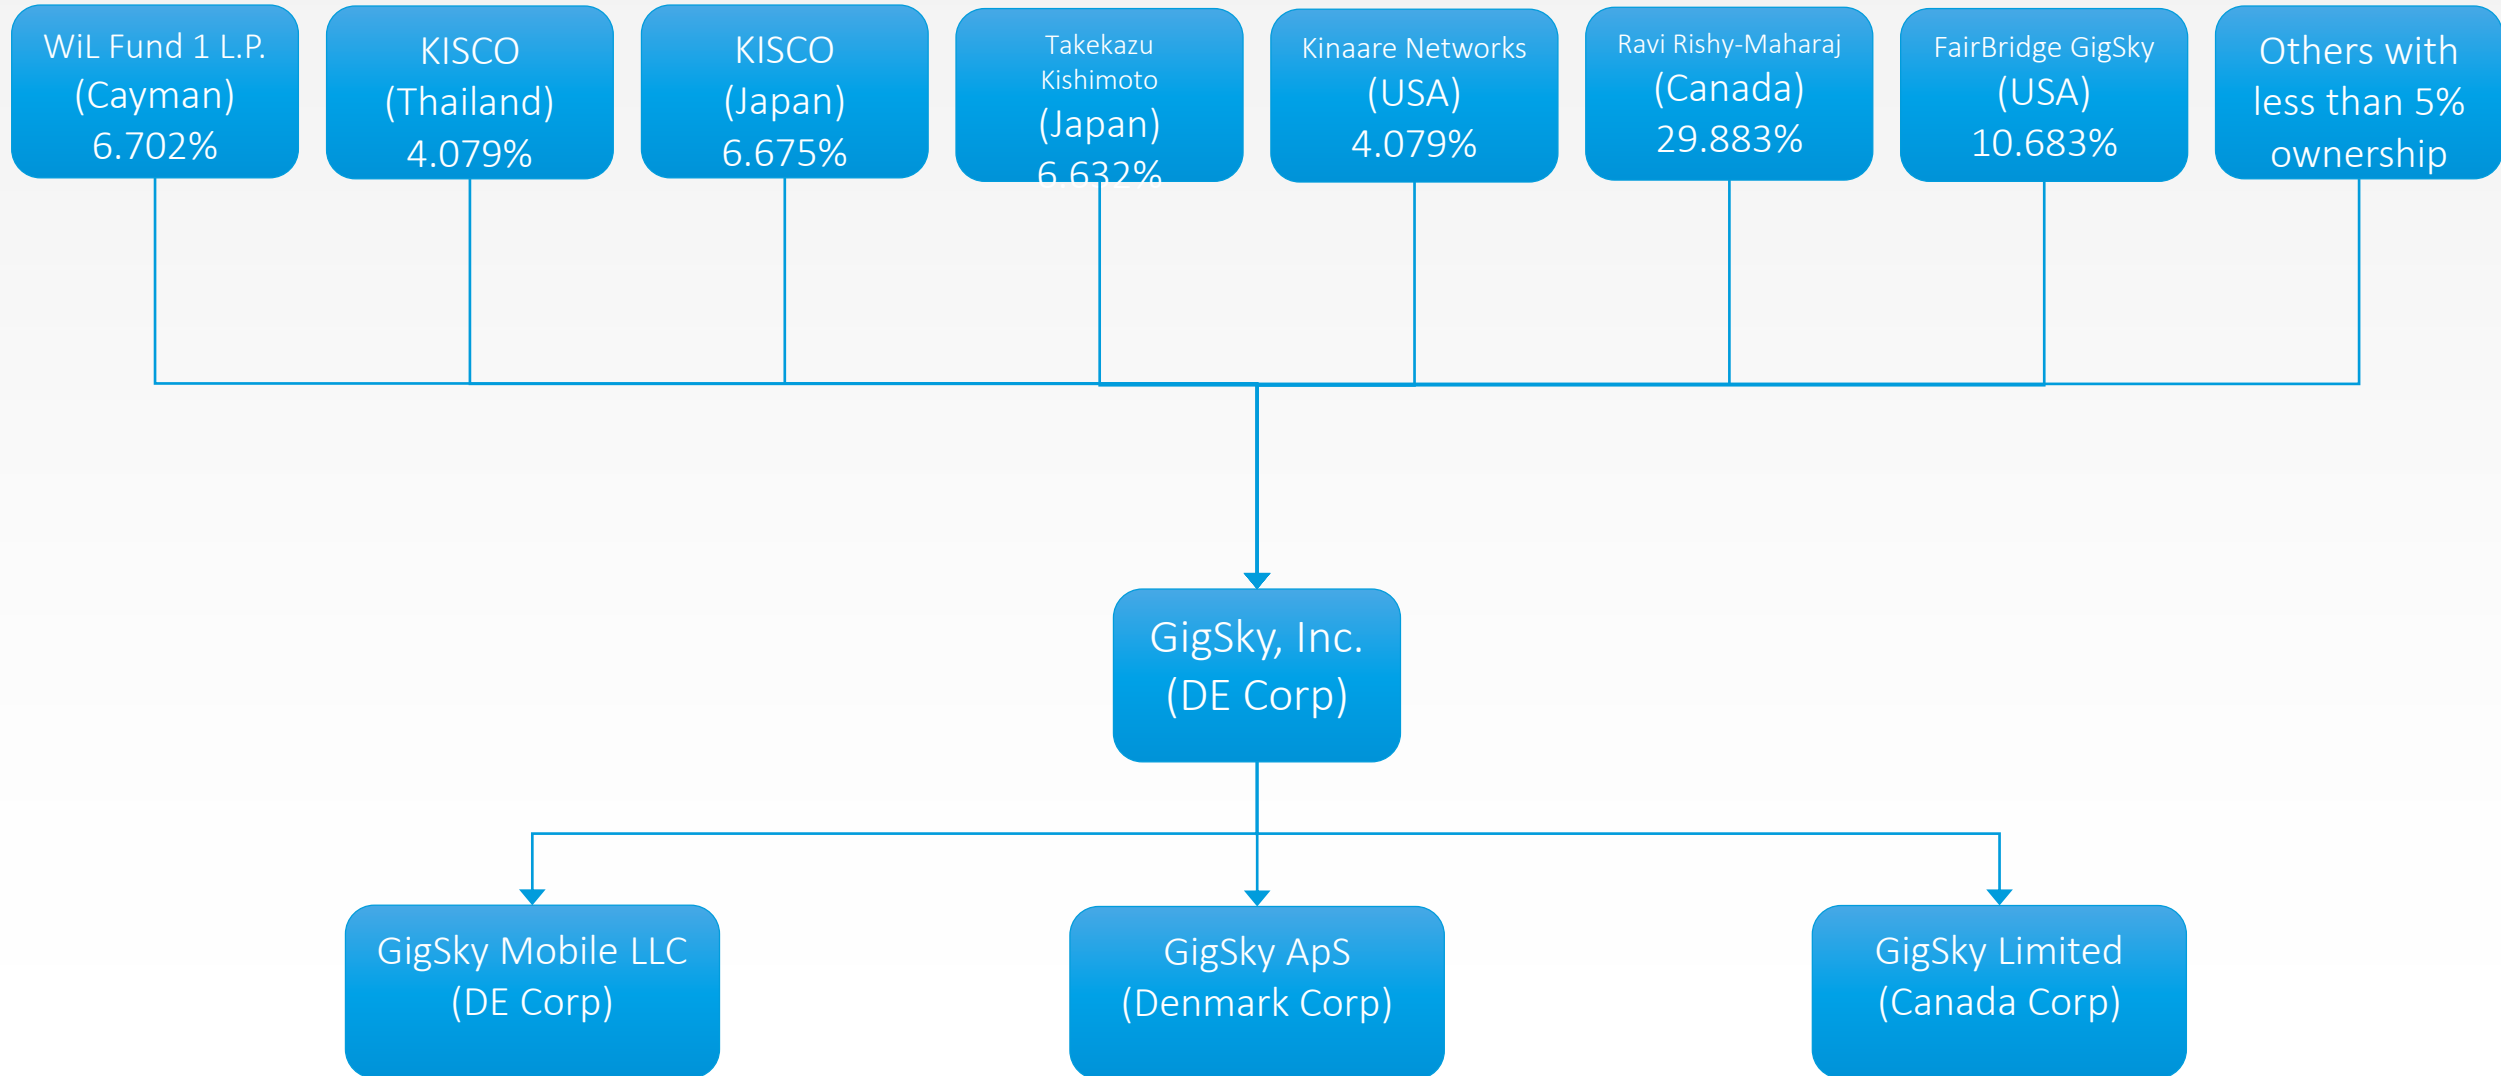 WiL Fund 1 L.P.
(Cayman)
6.702%
KISCO
(Thailand)
4.079%
KISCO
(Japan)
6.675%
Takekazu
Kishimoto
(Japan)
6.632%
Kinaare Networks
(USA)
4.079%
Ravi Rishy-Maharaj
(Canada)
29.883%
FairBridge GigSky
(USA)
10.683%
Others with
less than 5%
ownership
GigSky, Inc.
(DE Corp)
GigSky Mobile LLC
(DE Corp)
GigSky ApS
(Denmark Corp)
GigSky Limited
(Canada Corp)